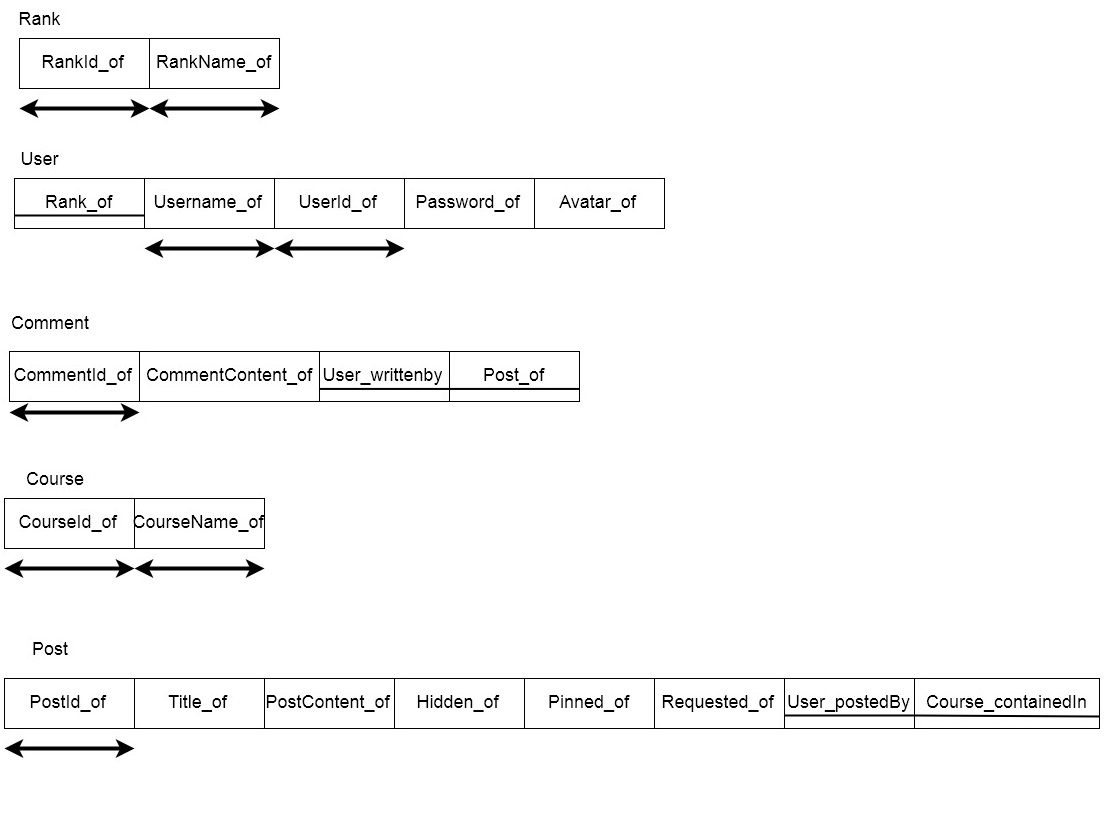 Rank
RankId_of RankName_of
User
Rank_of Username_of UserId_of Password_of Avatar_of
Comment
CommentId_of CommentContent_of User_writtenby Post_of
Course
CourseId_of CourseName_of
Post
PostId_of Title_of PostContent_of Hidden_of Pinned_of Requested_of User_postedBy Course_containedIn